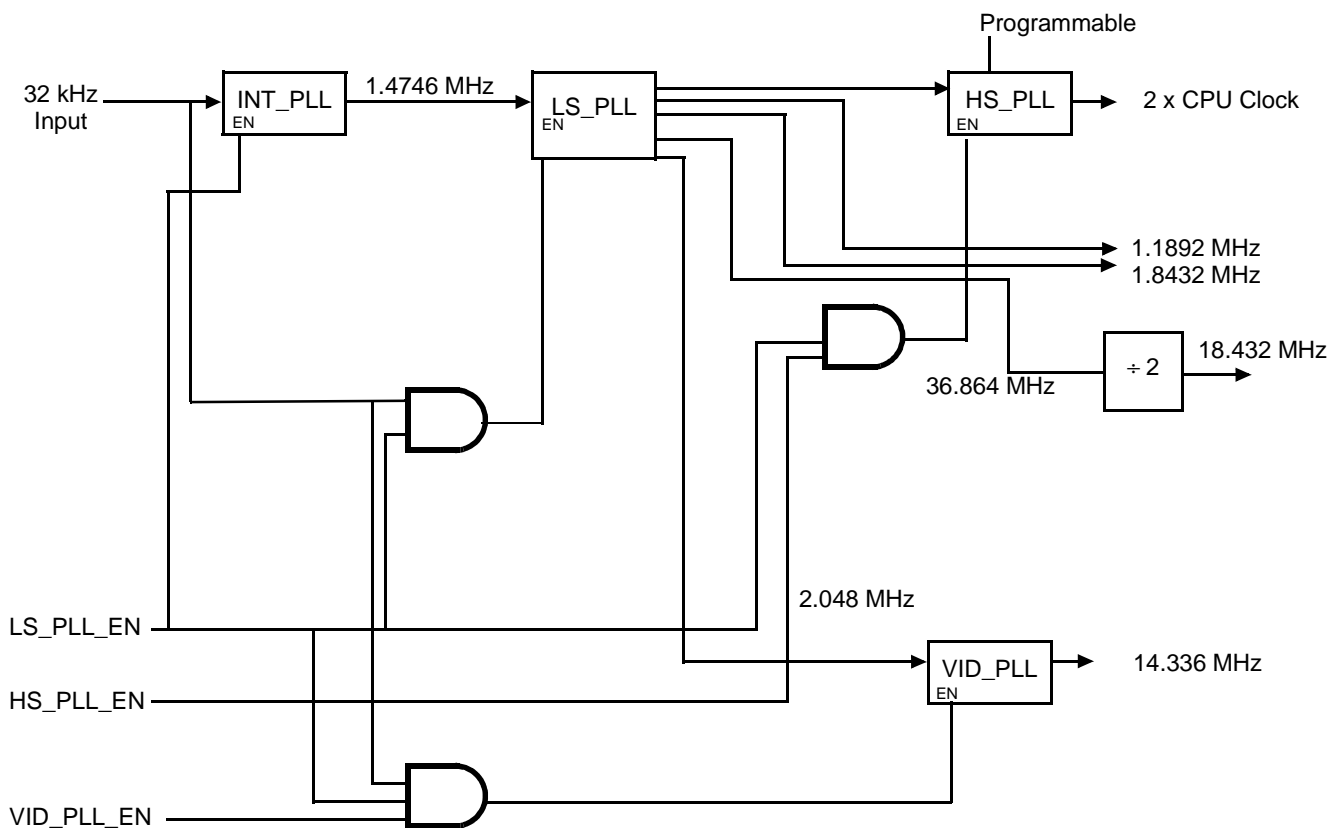 Programmable
32 kHz
Input
INT_PLL
EN
1.4746 MHz
LS_PLL
EN
HS_PLL
EN
2 x CPU Clock
1.1892 MHz
1.8432 MHz
36.864 MHz
÷ 2
18.432 MHz
LS_PLL_EN
2.048 MHz
HS_PLL_EN
VID_PLL
EN
14.336 MHz
VID_PLL_EN